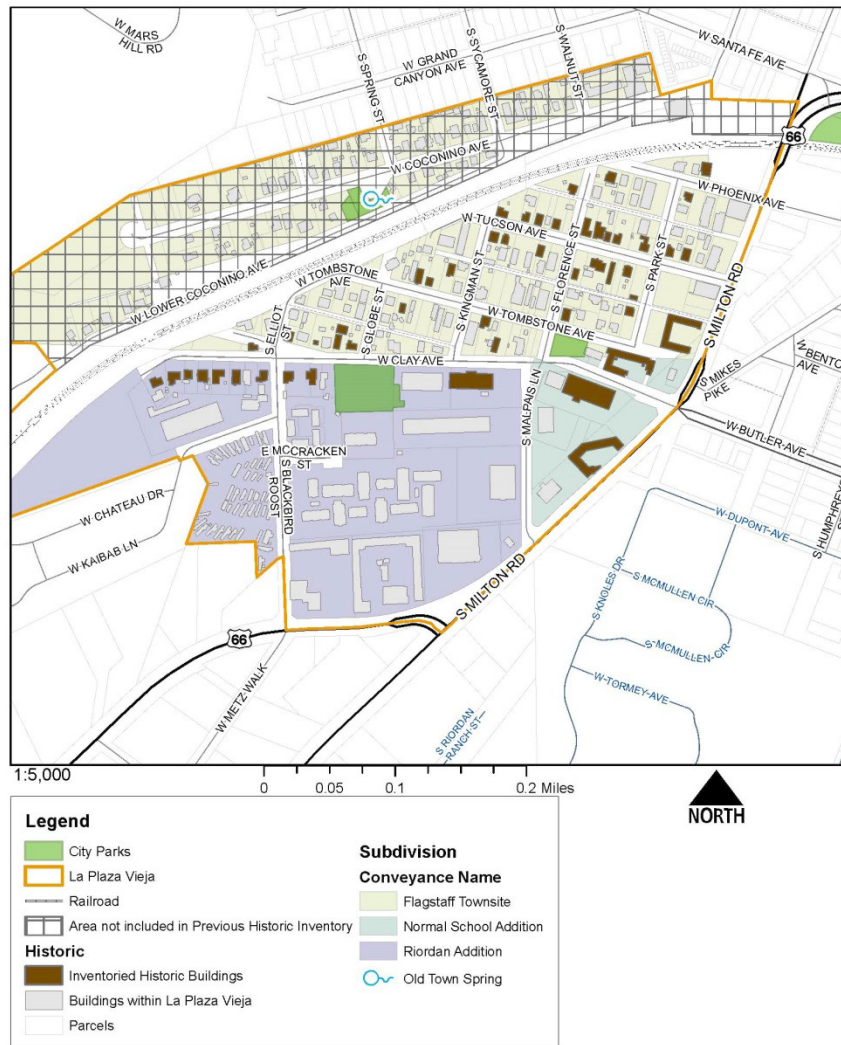 W MARS
HILL RD
W GRAND
CANYON AVE
S SPRING ST
S SYCAMORE
ST
S WALNUT ST
W SANTA FE AVE
66
W COCONINO AVE
W PHOENIX AVE
W TUCSON AVE
W LOWER COCONINO AVE
W TOMBSTONE
AVE
S ELLIOT
ST
S GLOBE ST
S KINGMAN ST
S FLORENCE ST
S PARK ST
W TOMBSTONE AVE
S MILTON RD
W CLAY AVE
S MALPAIS LN
S MIKES
PIKE
W BENTO
AVE
W BUTLER AVE
E MCCRACKEN
ST
S BLACKBIRD
ROOST
W CHATEAU DR
W KAIBAB LN
W DUPONT AVE
S HUMPHREY
S KNOLES DR
S MCMULLEN CIR
S MCMULLEN CIR
W TORMEY AVE
S MILTON RD
66
W METZ WALK
S RIORDAN
RANCH ST
1:5,000
0 0.05 0.1 0.2 Miles
NORTH
Legend
City Parks
La Plaza Vieja
Railroad
Area not included in Previous Historic Inventory
Historic
Inventoried Historic Buildings
Buildings within La Plaza Vieja
Parcels
Subdivision
Conveyance Name
Flagstaff Townsite
Normal School Addition
Riordan Addition
Old Town Spring